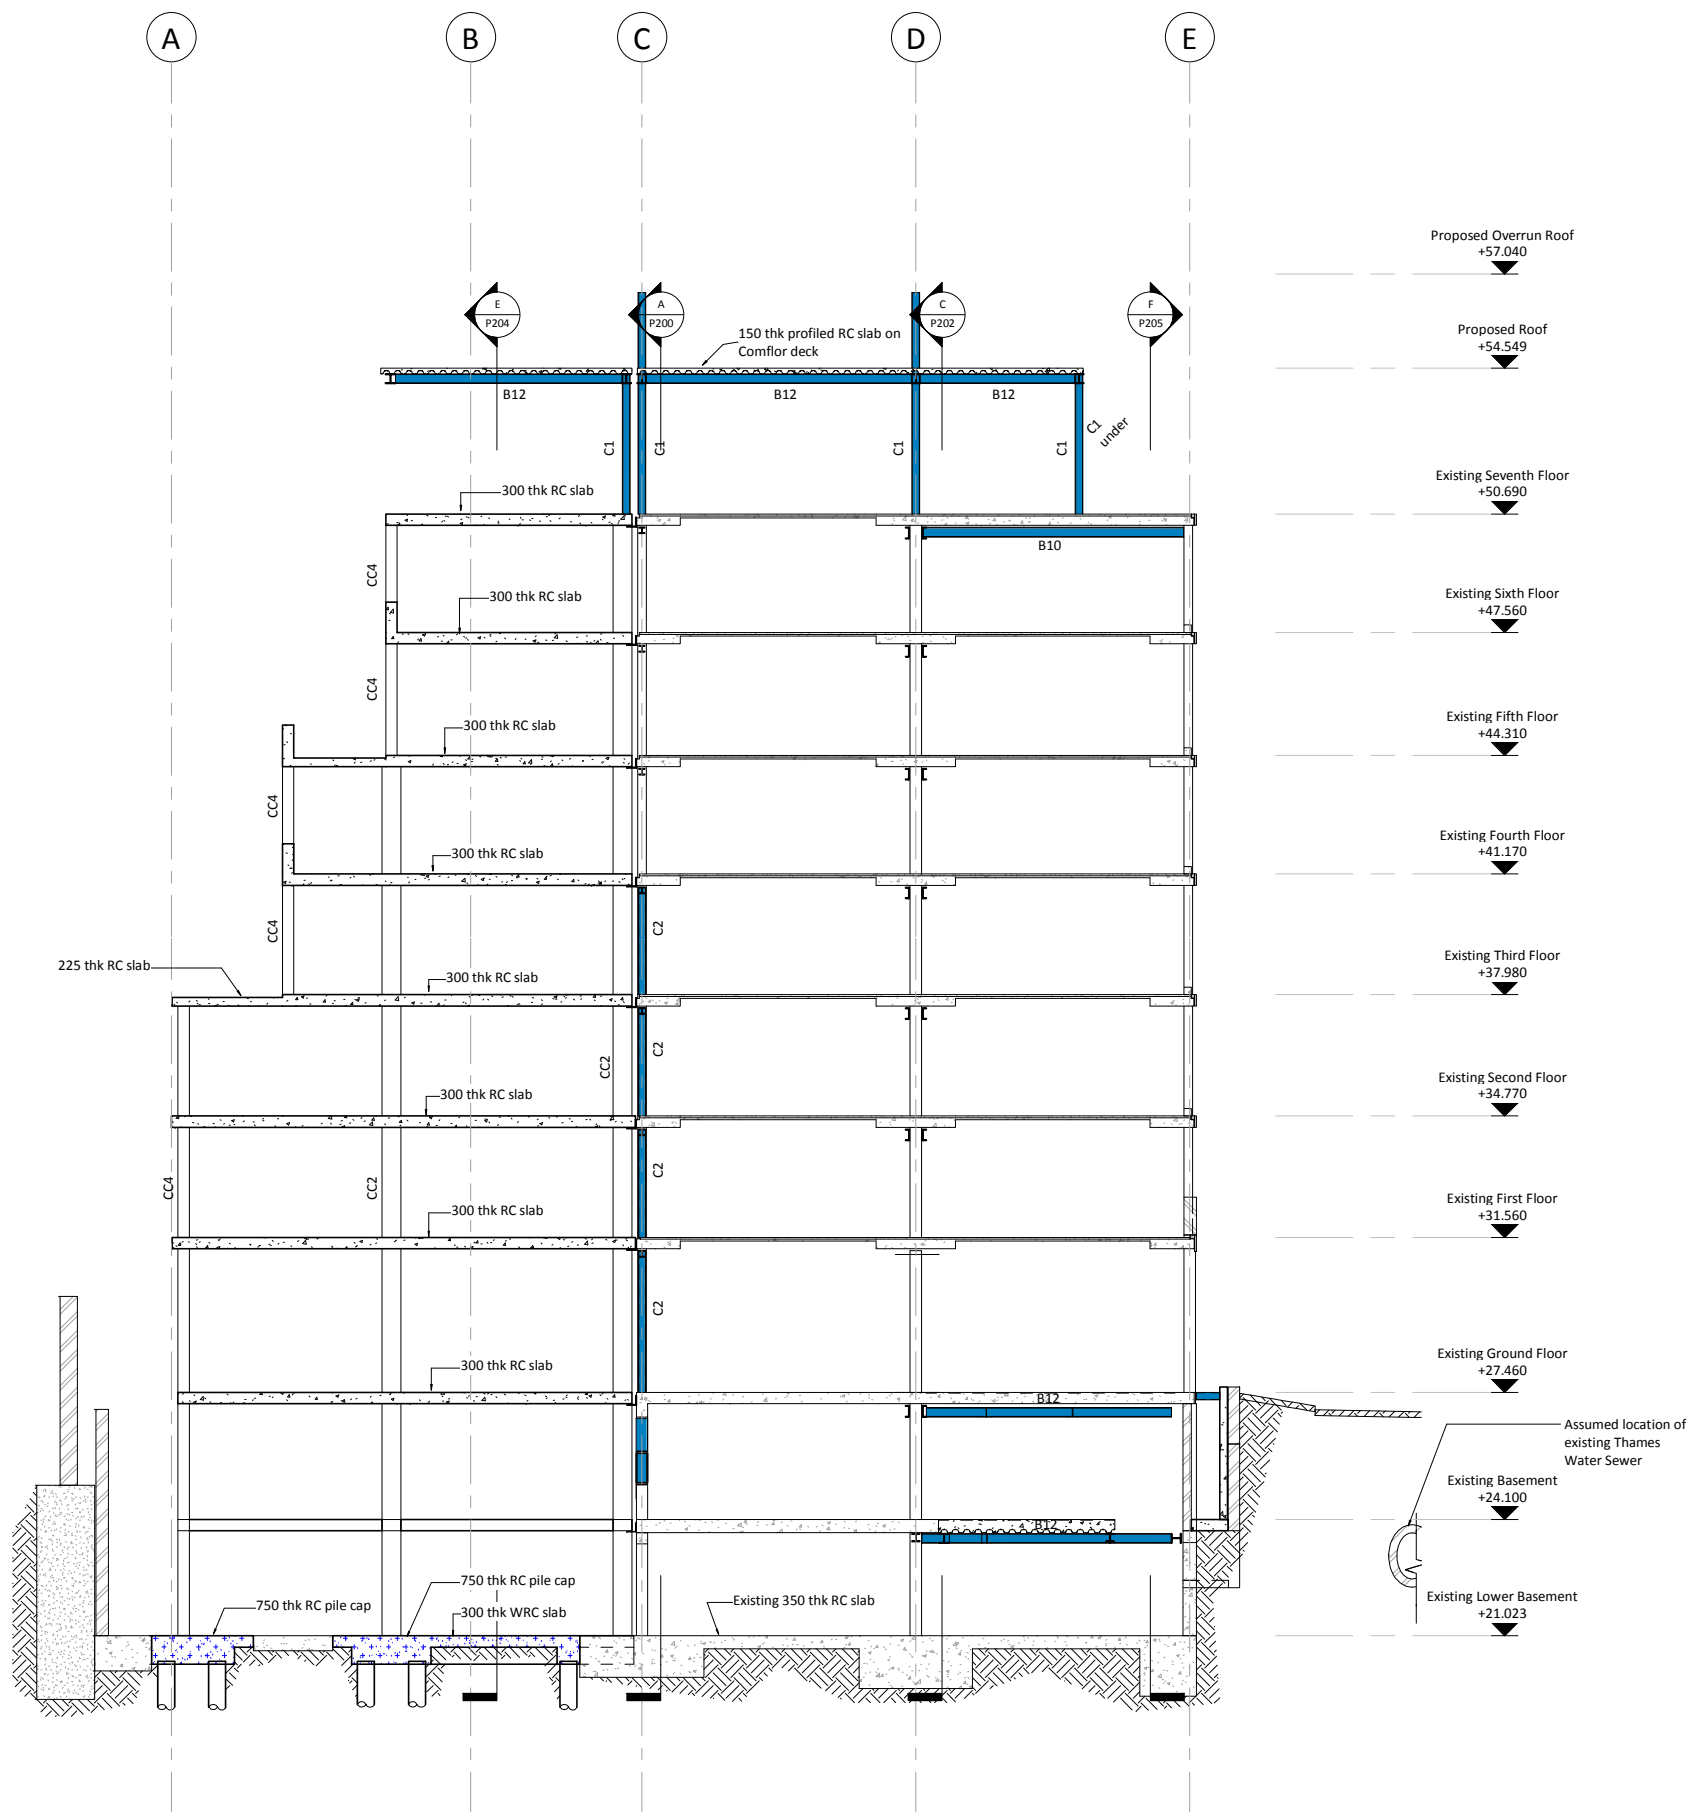 A
B
C
D
E
Proposed Overrun Roof
+57.040
E
P204
A
P200
C
P202
F
P205
150 thk profiled RC slab on
Comflor deck
Proposed Roof
+54.549
B12
B12
B12
C1
C1
C1
C1
C1
under
300 thk RC slab
Existing Seventh Floor
+50.690
B10
CC4
300 thk RC slab
Existing Sixth Floor
+47.560
CC4
300 thk RC slab
Existing Fifth Floor
+44.310
CC4
300 thk RC slab
Existing Fourth Floor
+41.170
CC4
C2
225 thk RC slab
300 thk RC slab
Existing Third Floor
+37.980
CC2
C2
300 thk RC slab
Existing Second Floor
+34.770
CC4
CC2
C2
300 thk RC slab
Existing First Floor
+31.560
C2
300 thk RC slab
Existing Ground Floor
+27.460
B12
Assumed location of
existing Thames
Water Sewer
Existing Basement
+24.100
B12
750 thk RC pile cap
750 thk RC pile cap
300 thk WRC slab
Existing 350 thk RC slab
Existing Lower Basement
+21.023